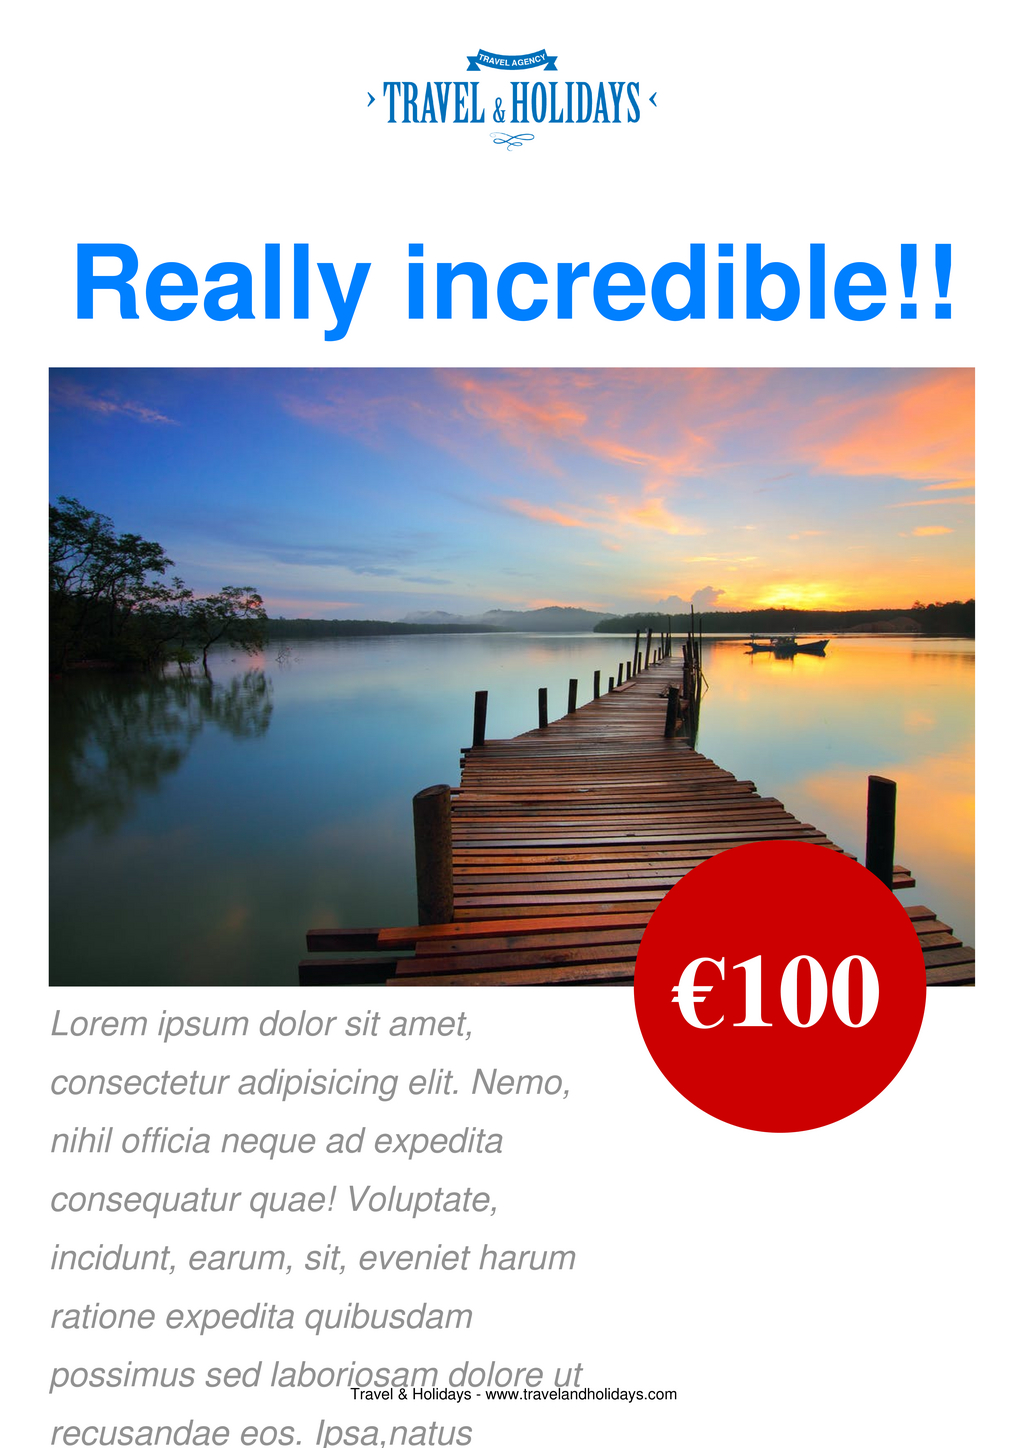 TRAVEL AGENCY
TRAVEL & HOLIDAYS
Really incredible!!
€100
Lorem ipsum dolor sit amet,
consectetur adipisicing elit. Nemo,
nihil officia neque ad expedita
consequatur quae! Voluptate,
incidunt, earum, sit, eveniet harum
ratione expedita quibusdam
possimus sed laboriosam dolore ut
Travel & Holidays - www.travelandholidays.com
recusandae eos. Ipsa,natus